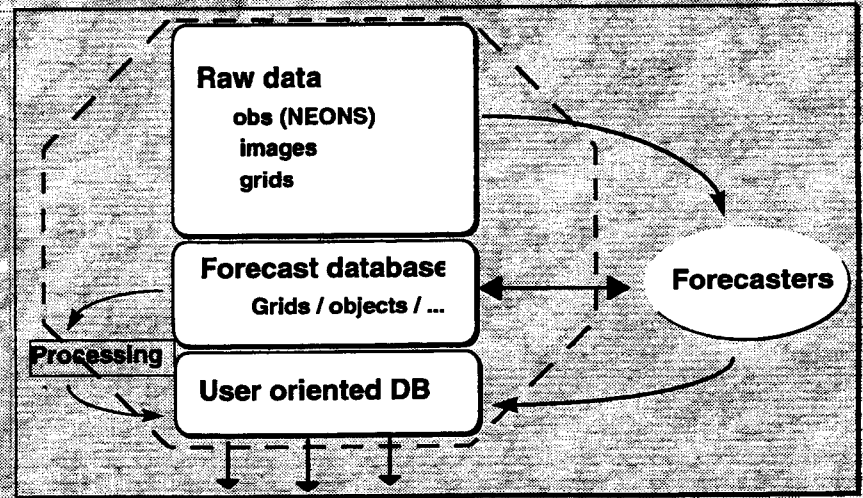 Raw data
obs (NEONS)
images
grids
Forecast database
Grids / objects / ...
Forecasters
Processing
User oriented DB